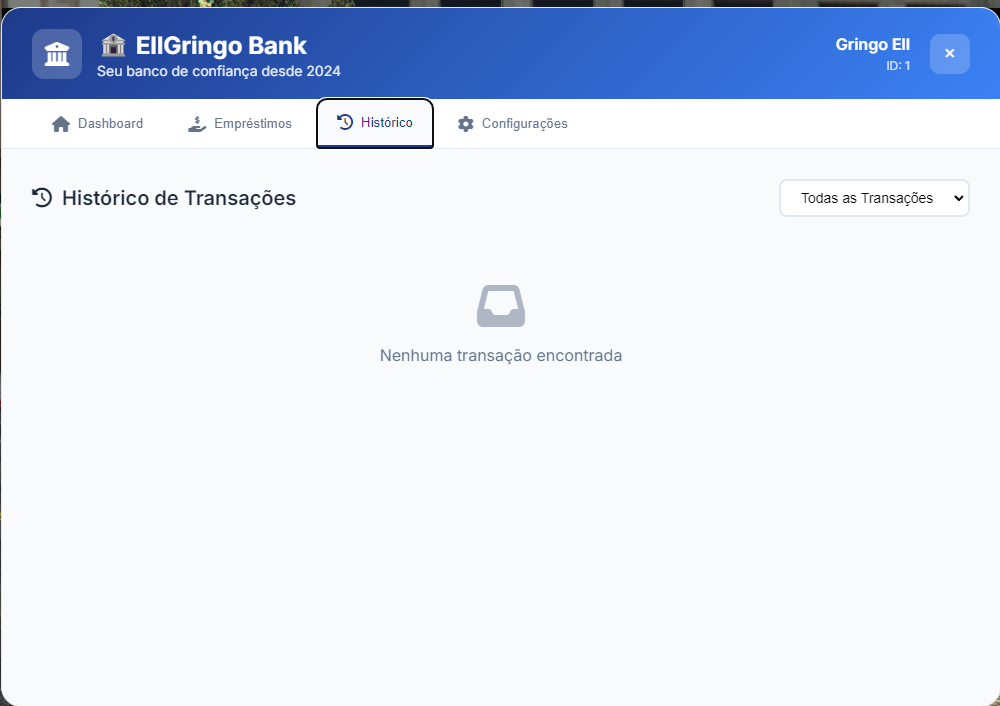 EllGringo Bank
Seu banco de confiança desde 2024
Gringo Ell
ID: 1
×
Dashboard
Empréstimos
Histórico
Configurações
Histórico de Transações
Todas as Transações
Nenhuma transação encontrada